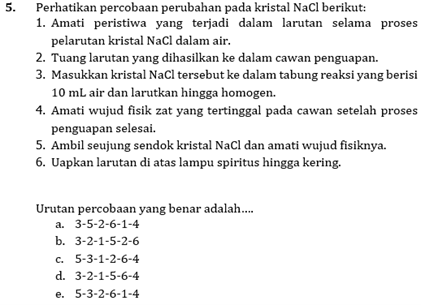 5. Perhatikan percobaan perubahan pada kristal NaCl berikut:
1. Amati peristiwa yang terjadi dalam larutan selama proses
pelarutan kristal NaCl dalam air.
2. Tuang larutan yang dihasilkan ke dalam cawan penguapan.
3. Masukkan kristal NaCl tersebut ke dalam tabung reaksi yang berisi
10 mL air dan larutkan hingga homogen.
4. Amati wujud fisik zat yang tertinggal pada cawan setelah proses
penguapan selesai.
5. Ambil seujung sendok kristal NaCl dan amati wujud fisiknya.
6. Uapkan larutan di atas lampu spiritus hingga kering.
Urutan percobaan yang benar adalah....
a. 3-5-2-6-1-4
b. 3-2-1-5-2-6
c. 5-3-1-2-6-4
d. 3-2-1-5-6-4
e. 5-3-2-6-1-4